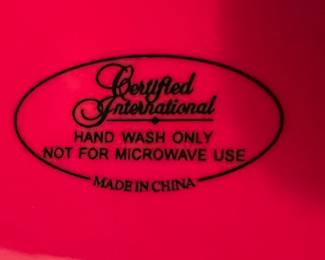 Certified
International
HAND WASH ONLY
NOT FOR MICROWAVE USE
MADE IN CHINA